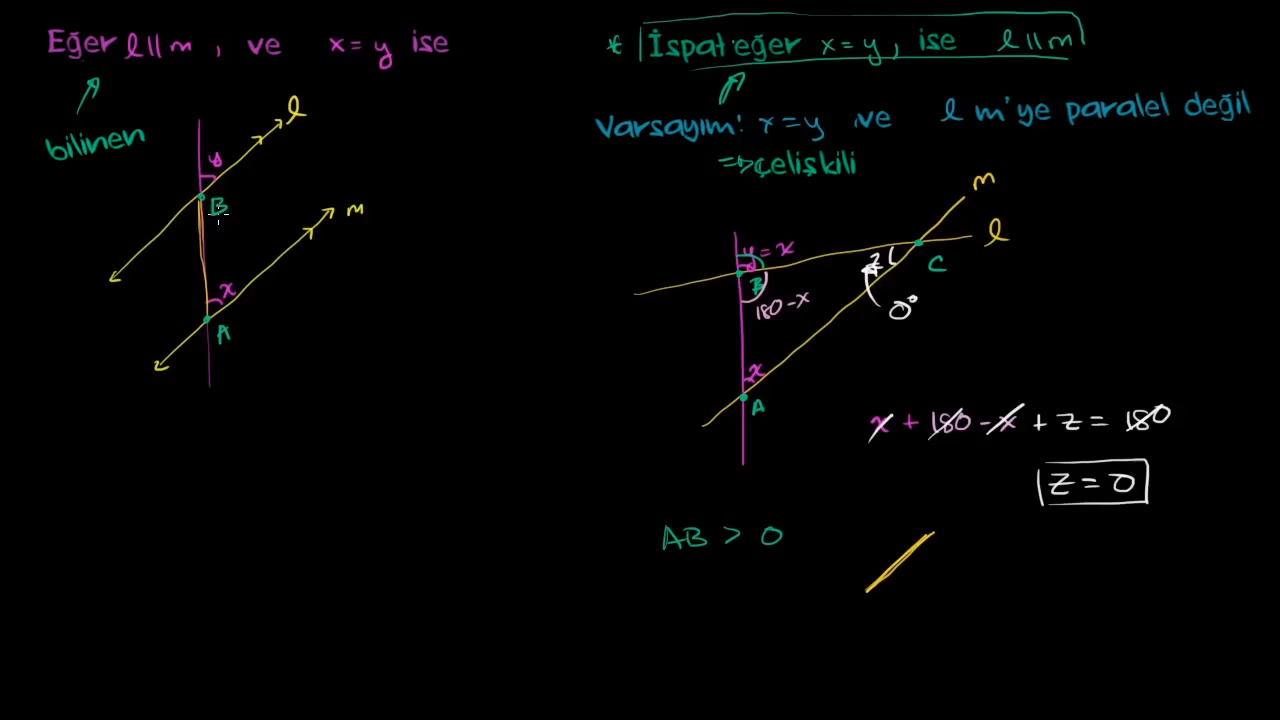 Eğer l || m , ve x = y ise
bilinen
l
y
B
m
x
A
* İspat eğer x = y , ise l || m
Varsayım: x = y ve l m'ye paralel değil
=> çelişkili
m
l
y = x
z
C
B
180 - x
0°
x
A
x + 180 - x + z = 180
z = 0
AB > 0